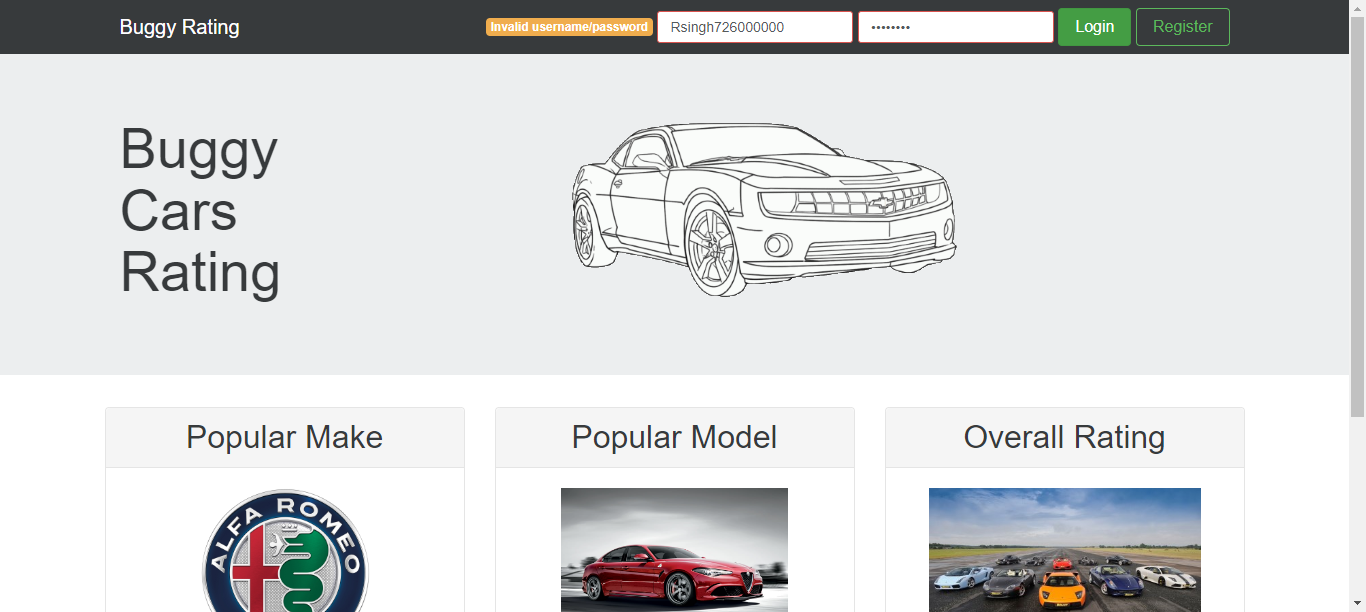 Buggy Rating
Invalid username/password
Rsingh726000000
••••••••
Login
Register
Buggy
Cars
Rating
Popular Make
Popular Model
Overall Rating
ALFA ROMEO